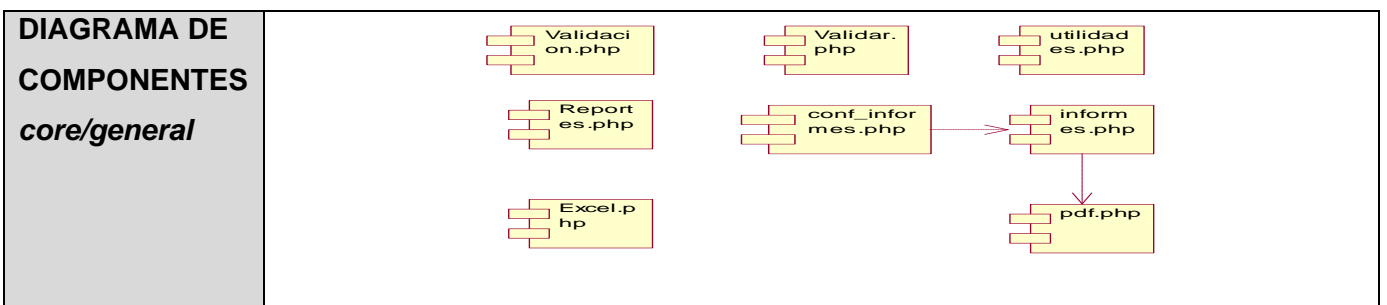 DIAGRAMA DE
COMPONENTES
core/general
Validaci
on.php
Validar.
php
utilidad
es.php
Report
es.php
conf_infor
mes.php
inform
es.php
Excel.p
hp
pdf.php